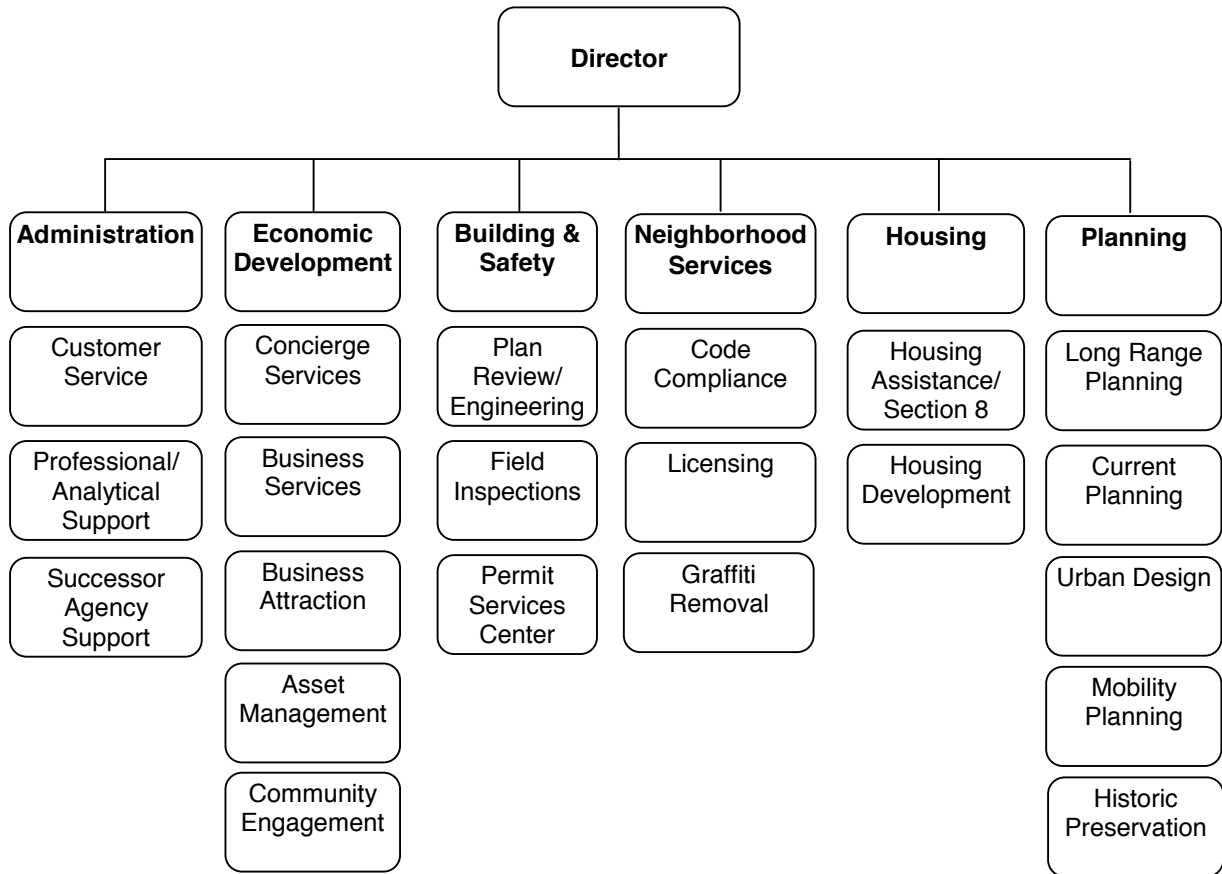 Director
Administration
Customer
Service
Professional/
Analytical
Support
Successor
Agency
Support
Economic
Development
Concierge
Services
Business
Services
Business
Attraction
Asset
Management
Community
Engagement
Building &
Safety
Plan
Review/
Engineering
Field
Inspections
Permit
Services
Center
Neighborhood
Services
Code
Compliance
Licensing
Graffiti
Removal
Housing
Housing
Assistance/
Section 8
Housing
Development
Planning
Long Range
Planning
Current
Planning
Urban Design
Mobility
Planning
Historic
Preservation